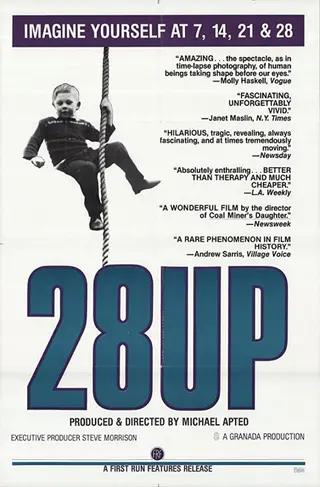 IMAGINE YOURSELF AT 7, 14, 21 & 28
"AMAZING . . . the spectacle, as in
time-lapse photography, of human
beings taking shape before our eyes."
—Molly Haskell, Vogue
"FASCINATING,
UNFORGETTABLY
VIVID."
—Janet Maslin, N.Y. Times
"HILARIOUS, tragic, revealing, always
fascinating, and at times tremendously
moving."
—Newsday
"Absolutely enthralling . . . BETTER
THAN THERAPY AND MUCH
CHEAPER."
—L.A. Weekly
"A WONDERFUL FILM by the director
of Coal Miner's Daughter."
—Newsweek
"A RARE PHENOMENON IN FILM
HISTORY."
—Andrew Sarris, Village Voice
28UP
PRODUCED & DIRECTED BY MICHAEL APTED
EXECUTIVE PRODUCER STEVE MORRISON
A GRANADA PRODUCTION
A FIRST RUN FEATURES RELEASE